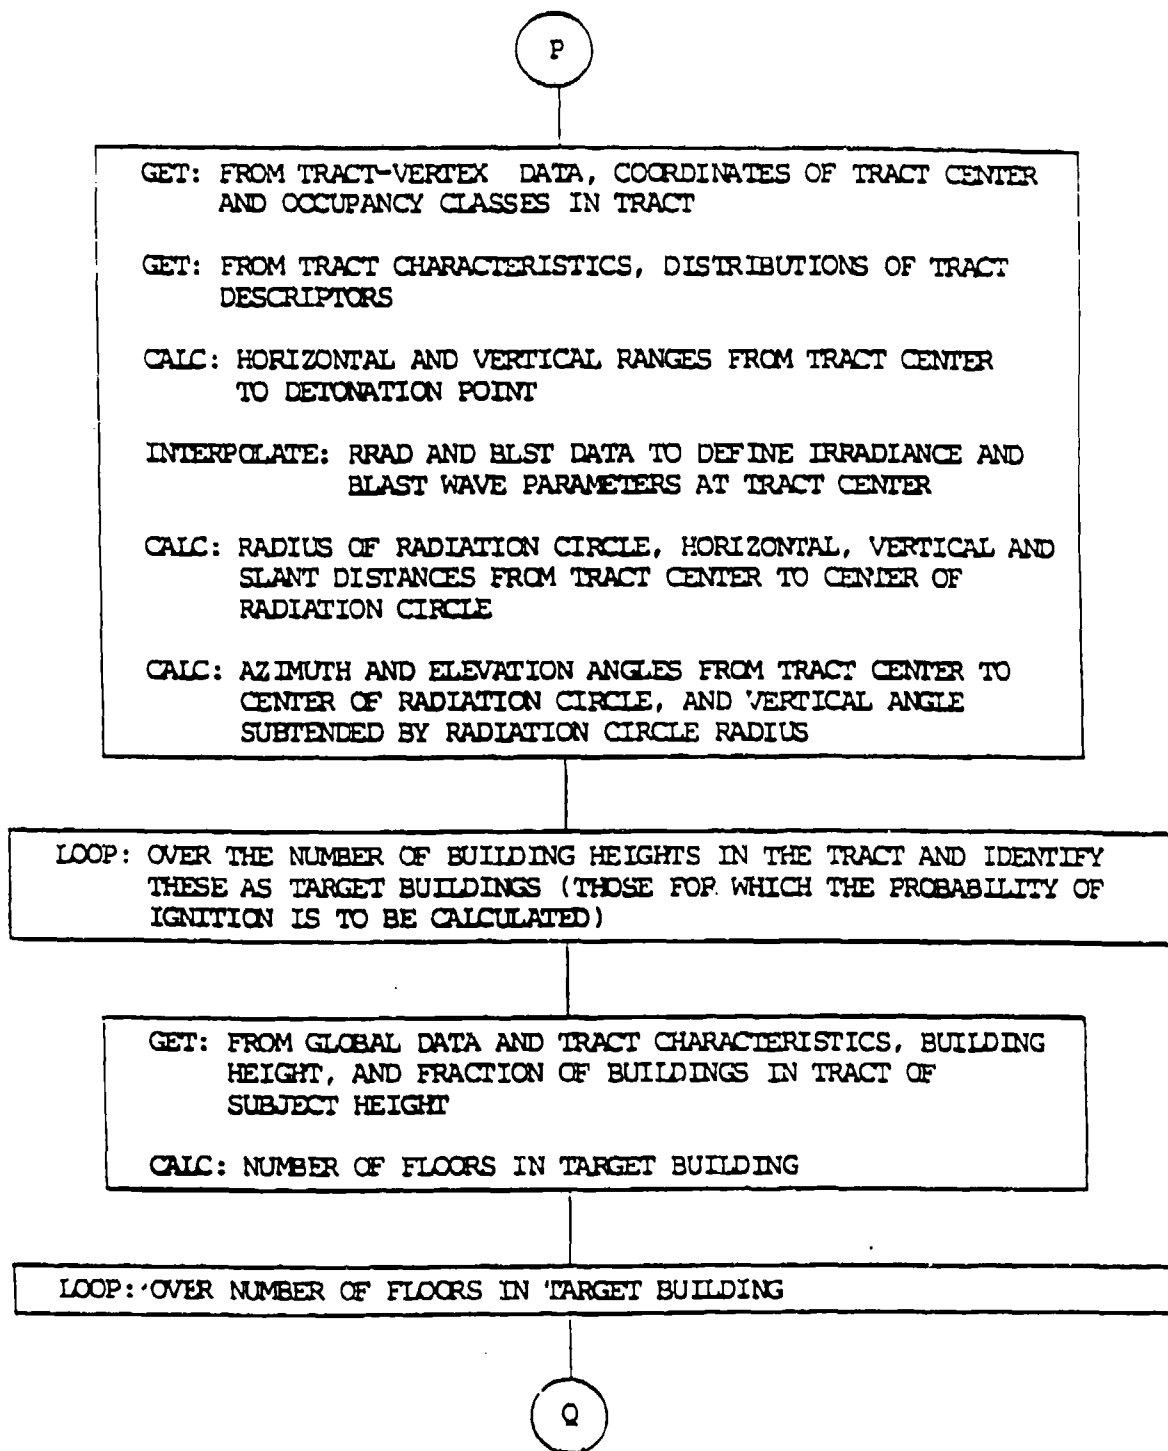 P
GET: FROM TRACT-VERTEX DATA, COORDINATES OF TRACT CENTER
AND OCCUPANCY CLASSES IN TRACT
GET: FROM TRACT CHARACTERISTICS, DISTRIBUTIONS OF TRACT
DESCRIPTORS
CALC: HORIZONTAL AND VERTICAL RANGES FROM TRACT CENTER
TO DETONATION POINT
INTERPOLATE: RRAD AND BLST DATA TO DEFINE IRRADIANCE AND
BLAST WAVE PARAMETERS AT TRACT CENTER
CALC: RADIUS OF RADIATION CIRCLE, HORIZONTAL, VERTICAL AND
SLANT DISTANCES FROM TRACT CENTER TO CENTER OF
RADIATION CIRCLE
CALC: AZIMUTH AND ELEVATION ANGLES FROM TRACT CENTER TO
CENTER OF RADIATION CIRCLE, AND VERTICAL ANGLE
SUBTENDED BY RADIATION CIRCLE RADIUS
LOOP: OVER THE NUMBER OF BUILDING HEIGHTS IN THE TRACT AND IDENTIFY
THESE AS TARGET BUILDINGS (THOSE FOR WHICH THE PROBABILITY OF
IGNITION IS TO BE CALCULATED)
GET: FROM GLOBAL DATA AND TRACT CHARACTERISTICS, BUILDING
HEIGHT, AND FRACTION OF BUILDINGS IN TRACT OF
SUBJECT HEIGHT
CALC: NUMBER OF FLOORS IN TARGET BUILDING
LOOP: OVER NUMBER OF FLOORS IN TARGET BUILDING
Q